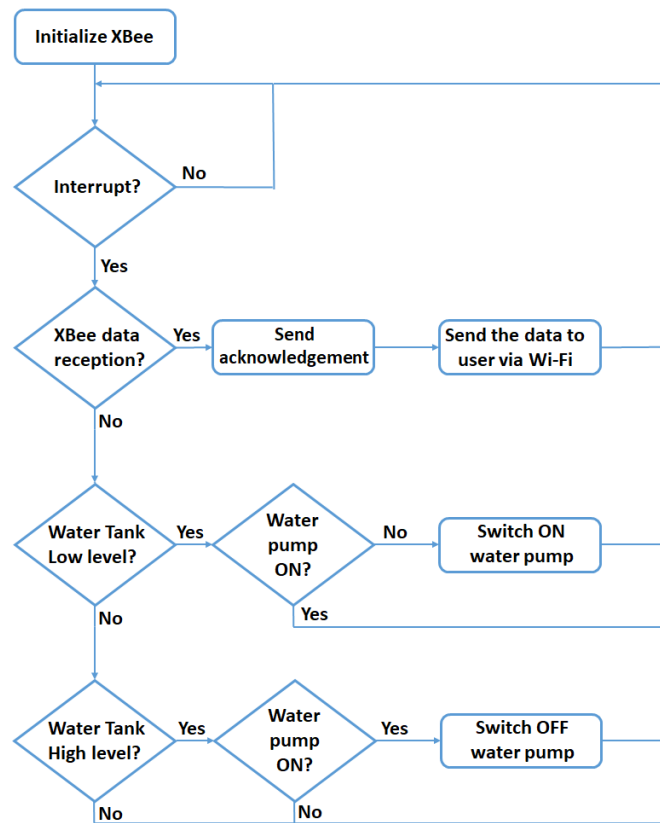 Initialize XBee
Interrupt?
No
Yes
XBee data
reception?
Yes
Send
acknowledgement
Send the data to
user via Wi-Fi
No
Water Tank
Low level?
Yes
Water
pump
ON?
No
Switch ON
water pump
Yes
No
Water Tank
High level?
Yes
Water
pump
ON?
Yes
Switch OFF
water pump
No
No